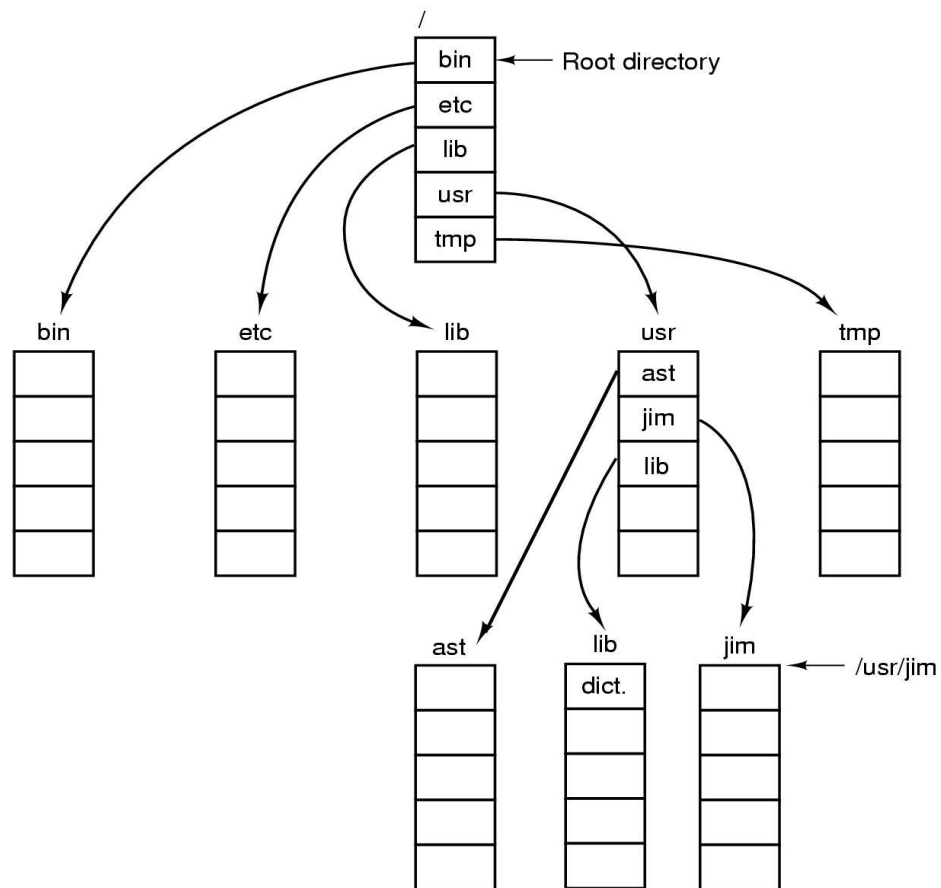 /
bin
Root directory
etc
lib
usr
tmp
bin
etc
lib
usr
tmp
ast
jim
lib
ast
lib
jim
/usr/jim
dict.